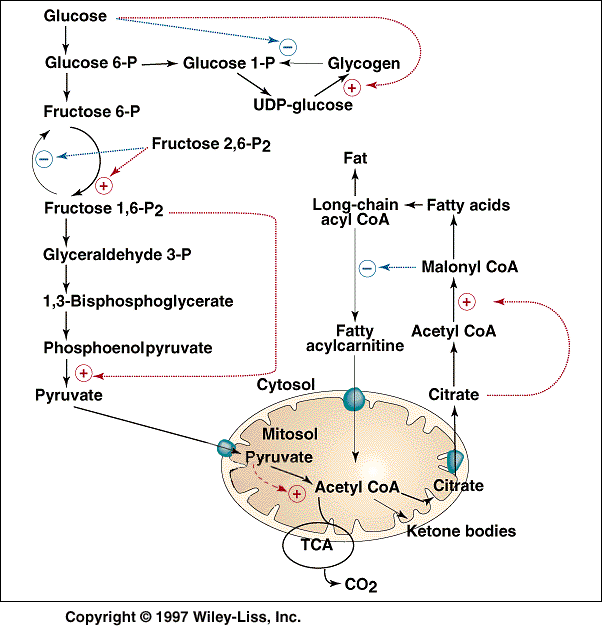 Glucose
Glucose 6-P
Glucose 1-P
Glycogen
UDP-glucose
Fructose 6-P
Fructose 2,6-P2
Fructose 1,6-P2
Glyceraldehyde 3-P
1,3-Bisphosphoglycerate
Phosphoenolpyruvate
Pyruvate
Fat
Long-chain
acyl CoA
Fatty acids
Malonyl CoA
Fatty
acylcarnitine
Acetyl CoA
Citrate
Cytosol
Mitosol
Pyruvate
Acetyl CoA
Citrate
Ketone bodies
TCA
CO2
Copyright © 1997 Wiley-Liss, Inc.